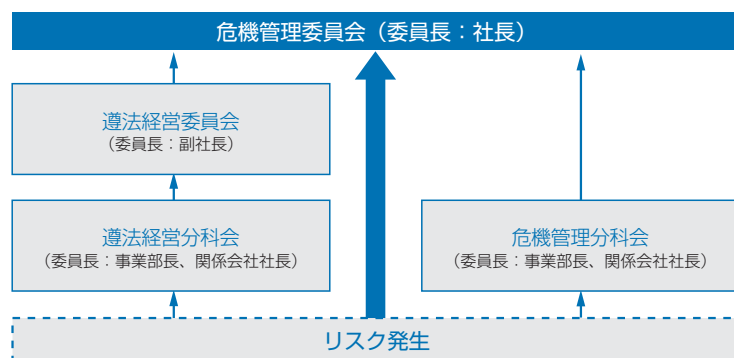 危機管理委員会（委員長：社長）
遵法経営委員会
（委員長：副社長）
遵法経営分科会
（委員長：事業部長、関係会社社長）
危機管理分科会
（委員長：事業部長、関係会社社長）
リスク発生